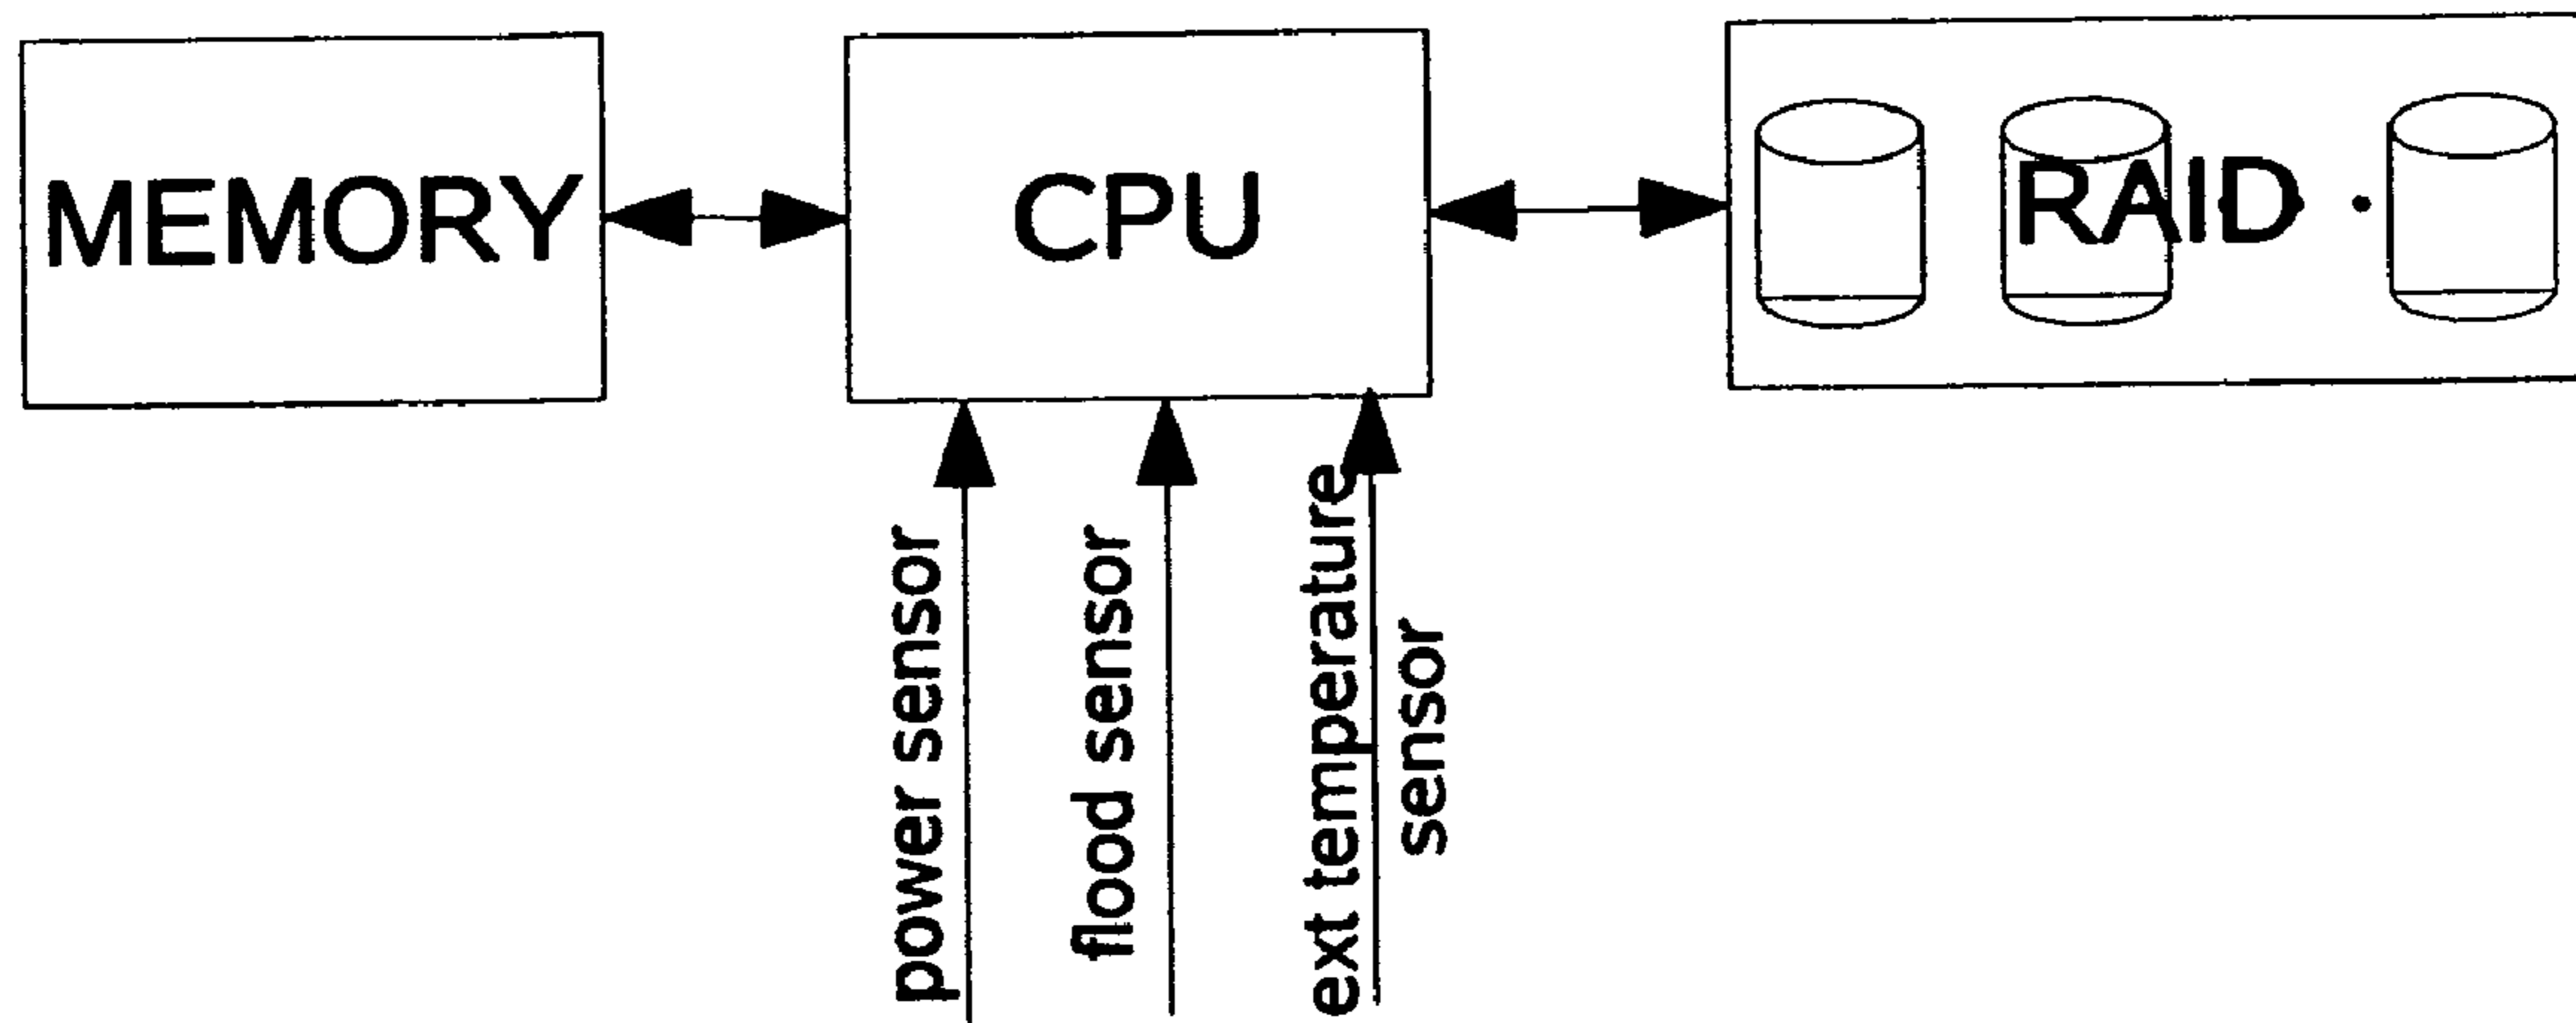 MEMORY
CPU
RAID
power sensor
flood sensor
ext temperature
sensor